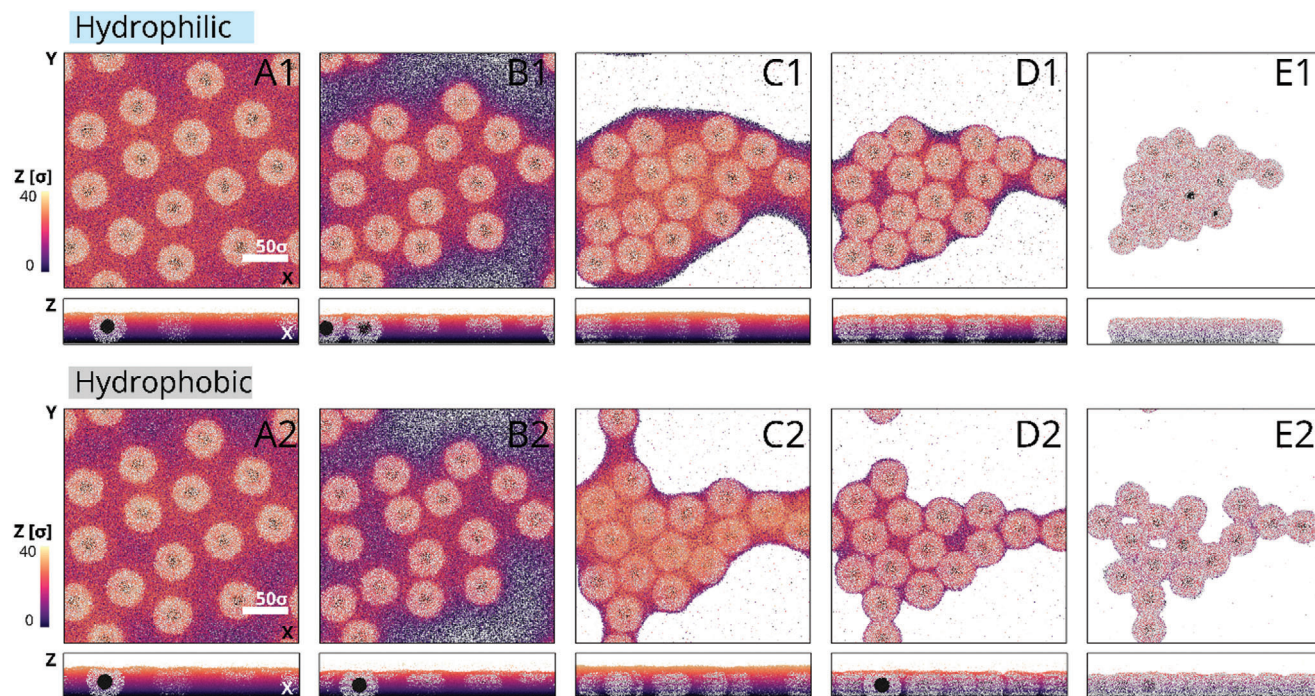 Hydrophilic
Y A1 B1 C1 D1 E1
Z [σ]
40
0
50σ
X
Z
X
Hydrophobic
Y A2 B2 C2 D2 E2
Z [σ]
40
0
50σ
X
Z
X